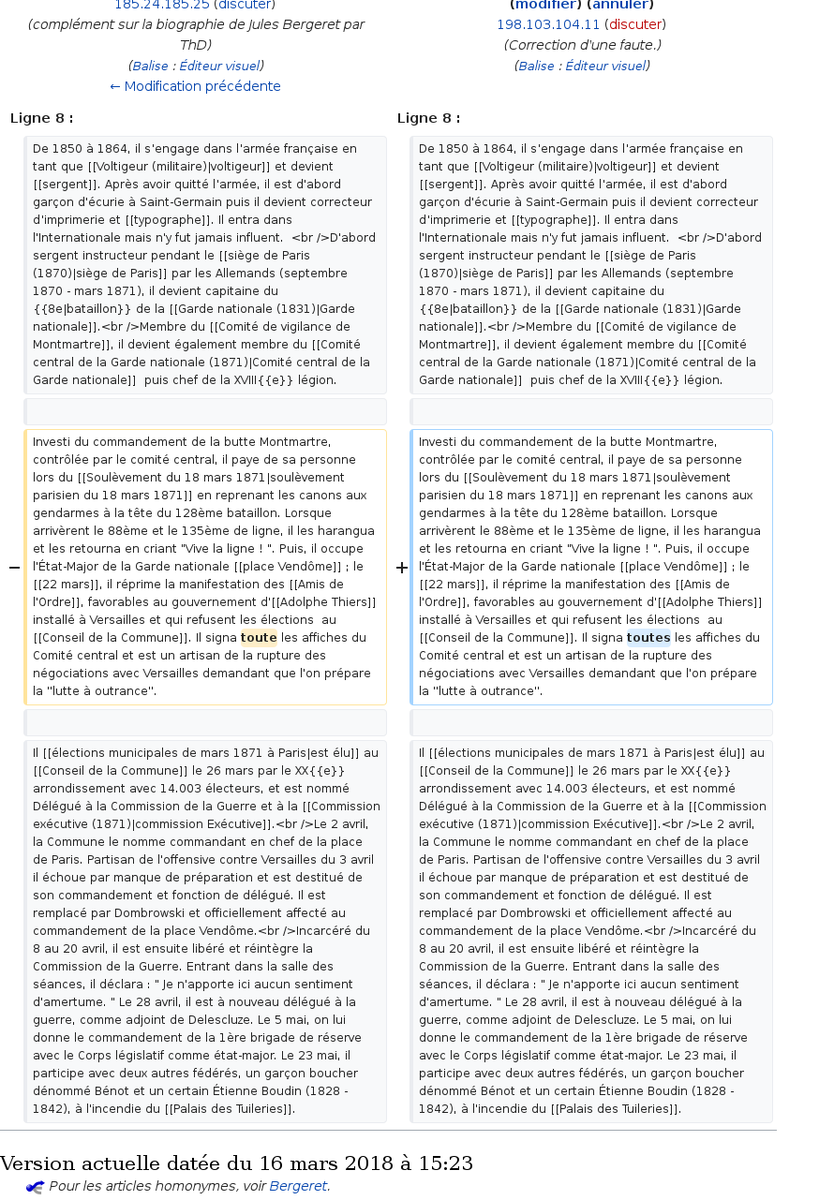 185.24.185.25 (discuter)
(complément sur la biographie de Jules Bergeret par
ThD)
(Balise : Éditeur visuel)
← Modification précédente
(modifier) (annuler)
198.103.104.11 (discuter)
(Correction d'une faute.)
(Balise : Éditeur visuel)
Ligne 8 :
De 1850 à 1864, il s'engage dans l'armée française en
tant que [[Voltigeur (militaire)|voltigeur]] et devient
[[sergent]]. Après avoir quitté l'armée, il est d'abord
garçon d'écurie à Saint-Germain puis il devient correcteur
d'imprimerie et [[typographe]]. Il entra dans
l'Internationale mais n'y fut jamais influent.  <br />D'abord
sergent instructeur pendant le [[siège de Paris
(1870)|siège de Paris]] par les Allemands (septembre
1870 - mars 1871), il devient capitaine du
{{8e|bataillon}} de la [[Garde nationale (1831)|Garde
nationale]].<br />Membre du [[Comité de vigilance de
Montmartre]], il devient également membre du [[Comité
central de la Garde nationale (1871)|Comité central de la
Garde nationale]]  puis chef de la XVIII{{e}} légion.
−
Investi du commandement de la butte Montmartre,
contrôlée par le comité central, il paye de sa personne
lors du [[Soulèvement du 18 mars 1871|soulèvement
parisien du 18 mars 1871]] en reprenant les canons aux
gendarmes à la tête du 128ème bataillon. Lorsque
arrivèrent le 88ème et le 135ème de ligne, il les harangua
et les retourna en criant "Vive la ligne ! ". Puis, il occupe
l'État-Major de la Garde nationale [[place Vendôme]] ; le
[[22 mars]], il réprime la manifestation des [[Amis de
l'Ordre]], favorables au gouvernement d'[[Adolphe Thiers]]
installé à Versailles et qui refusent les élections  au
[[Conseil de la Commune]]. Il signa toute les affiches du
Comité central et est un artisan de la rupture des
négociations avec Versailles demandant que l'on prépare
la "lutte à outrance".
Il [[élections municipales de mars 1871 à Paris|est élu]] au
[[Conseil de la Commune]] le 26 mars par le XX{{e}}
arrondissement avec 14.003 électeurs, et est nommé
Délégué à la Commission de la Guerre et à la [[Commission
exécutive (1871)|commission Exécutive]].<br />Le 2 avril,
la Commune le nomme commandant en chef de la place
de Paris. Partisan de l'offensive contre Versailles du 3 avril
il échoue par manque de préparation et est destitué de
son commandement et fonction de délégué. Il est
remplacé par Dombrowski et officiellement affecté au
commandement de la place Vendôme.<br />Incarcéré du
8 au 20 avril, il est ensuite libéré et réintègre la
Commission de la Guerre. Entrant dans la salle des
séances, il déclara : " Je n'apporte ici aucun sentiment
d'amertume. " Le 28 avril, il est à nouveau délégué à la
guerre, comme adjoint de Delescluze. Le 5 mai, on lui
donne le commandement de la 1ère brigade de réserve
avec le Corps législatif comme état-major. Le 23 mai, il
participe avec deux autres fédérés, un garçon boucher
dénommé Bénot et un certain Étienne Boudin (1828 -
1842), à l'incendie du [[Palais des Tuileries]].
Ligne 8 :
De 1850 à 1864, il s'engage dans l'armée française en
tant que [[Voltigeur (militaire)|voltigeur]] et devient
[[sergent]]. Après avoir quitté l'armée, il est d'abord
garçon d'écurie à Saint-Germain puis il devient correcteur
d'imprimerie et [[typographe]]. Il entra dans
l'Internationale mais n'y fut jamais influent.  <br />D'abord
sergent instructeur pendant le [[siège de Paris
(1870)|siège de Paris]] par les Allemands (septembre
1870 - mars 1871), il devient capitaine du
{{8e|bataillon}} de la [[Garde nationale (1831)|Garde
nationale]].<br />Membre du [[Comité de vigilance de
Montmartre]], il devient également membre du [[Comité
central de la Garde nationale (1871)|Comité central de la
Garde nationale]]  puis chef de la XVIII{{e}} légion.
+
Investi du commandement de la butte Montmartre,
contrôlée par le comité central, il paye de sa personne
lors du [[Soulèvement du 18 mars 1871|soulèvement
parisien du 18 mars 1871]] en reprenant les canons aux
gendarmes à la tête du 128ème bataillon. Lorsque
arrivèrent le 88ème et le 135ème de ligne, il les harangua
et les retourna en criant "Vive la ligne ! ". Puis, il occupe
l'État-Major de la Garde nationale [[place Vendôme]] ; le
[[22 mars]], il réprime la manifestation des [[Amis de
l'Ordre]], favorables au gouvernement d'[[Adolphe Thiers]]
installé à Versailles et qui refusent les élections  au
[[Conseil de la Commune]]. Il signa toutes les affiches du
Comité central et est un artisan de la rupture des
négociations avec Versailles demandant que l'on prépare
la "lutte à outrance".
Il [[élections municipales de mars 1871 à Paris|est élu]] au
[[Conseil de la Commune]] le 26 mars par le XX{{e}}
arrondissement avec 14.003 électeurs, et est nommé
Délégué à la Commission de la Guerre et à la [[Commission
exécutive (1871)|commission Exécutive]].<br />Le 2 avril,
la Commune le nomme commandant en chef de la place
de Paris. Partisan de l'offensive contre Versailles du 3 avril
il échoue par manque de préparation et est destitué de
son commandement et fonction de délégué. Il est
remplacé par Dombrowski et officiellement affecté au
commandement de la place Vendôme.<br />Incarcéré du
8 au 20 avril, il est ensuite libéré et réintègre la
Commission de la Guerre. Entrant dans la salle des
séances, il déclara : " Je n'apporte ici aucun sentiment
d'amertume. " Le 28 avril, il est à nouveau délégué à la
guerre, comme adjoint de Delescluze. Le 5 mai, on lui
donne le commandement de la 1ère brigade de réserve
avec le Corps législatif comme état-major. Le 23 mai, il
participe avec deux autres fédérés, un garçon boucher
dénommé Bénot et un certain Étienne Boudin (1828 -
1842), à l'incendie du [[Palais des Tuileries]].
Version actuelle datée du 16 mars 2018 à 15:23
Pour les articles homonymes, voir Bergeret.